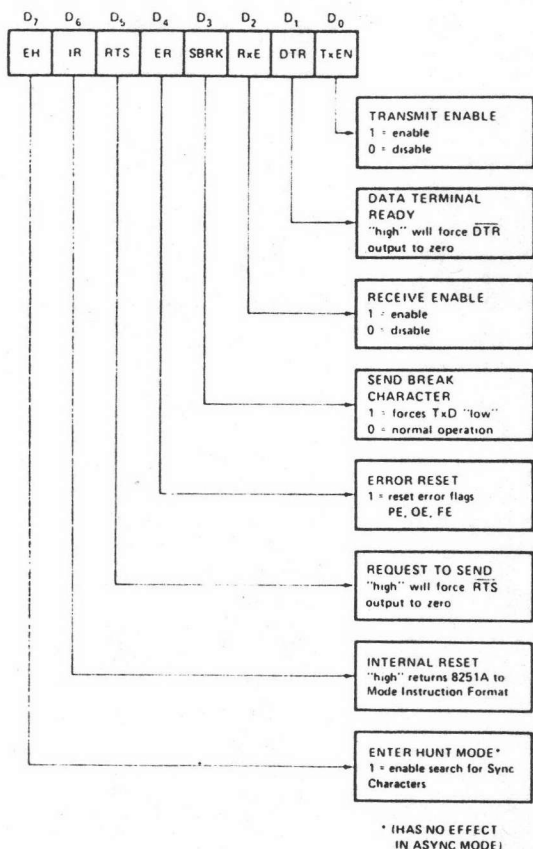 D7 D6 D5 D4 D3 D2 D1 D0
EH IR RTS ER SBRK RxE DTR TxEN
TRANSMIT ENABLE
1 = enable
0 = disable
DATA TERMINAL
READY
"high" will force DTR
output to zero
RECEIVE ENABLE
1 = enable
0 = disable
SEND BREAK
CHARACTER
1 = forces TxD "low"
0 = normal operation
ERROR RESET
1 = reset error flags
PE, OE, FE
REQUEST TO SEND
"high" will force RTS
output to zero
INTERNAL RESET
"high" returns 8251A to
Mode Instruction Format
ENTER HUNT MODE*
1 = enable search for Sync
Characters
* (HAS NO EFFECT
IN ASYNC MODE)